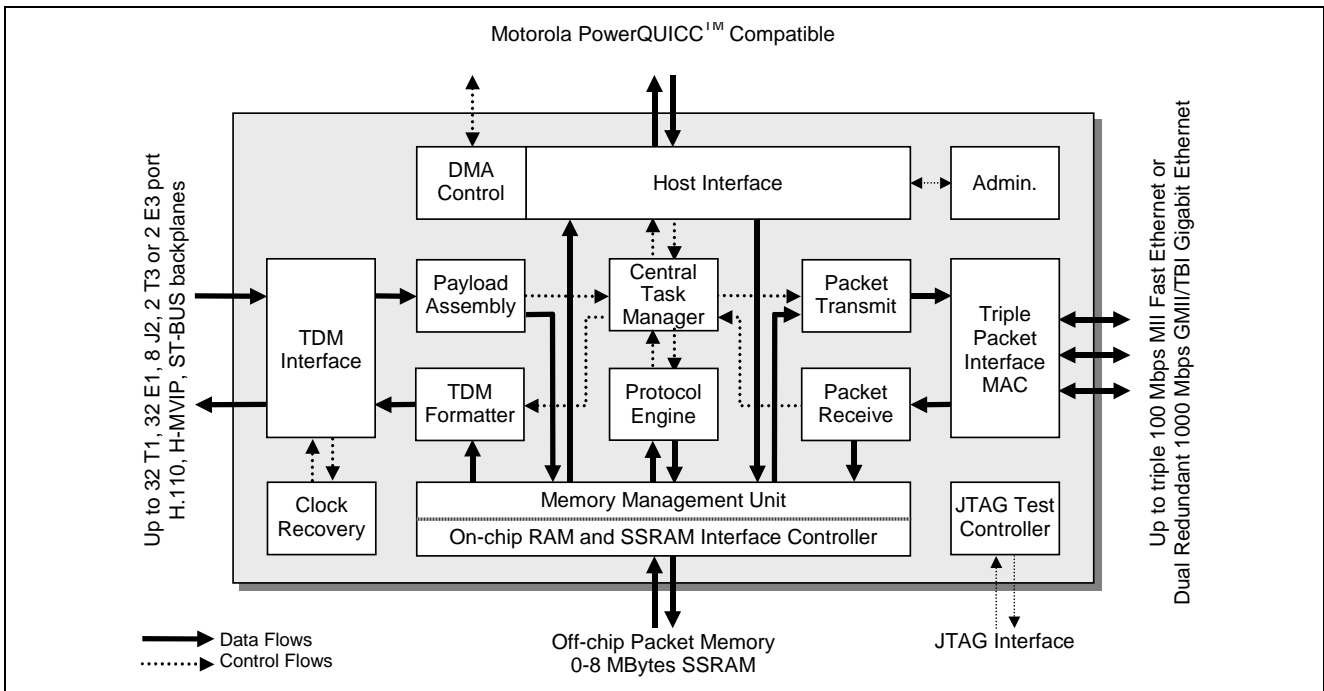 Motorola PowerQUICC™ Compatible
DMA
Control
Host Interface
Admin.
Up to 32 T1, 32 E1, 8 J2, 2 T3 or 2 E3 port
H.110, H-MVIP, ST-BUS backplanes
TDM
Interface
Payload
Assembly
Central
Task
Manager
Packet
Transmit
Triple
Packet
Interface
MAC
TDM
Formatter
Protocol
Engine
Packet
Receive
Up to triple 100 Mbps MII Fast Ethernet or
Dual Redundant 1000 Mbps GMII/TBI Gigabit Ethernet
Clock
Recovery
Memory Management Unit
On-chip RAM and SSRAM Interface Controller
JTAG Test
Controller
Data Flows
Control Flows
Off-chip Packet Memory
0-8 MBytes SSRAM
JTAG Interface